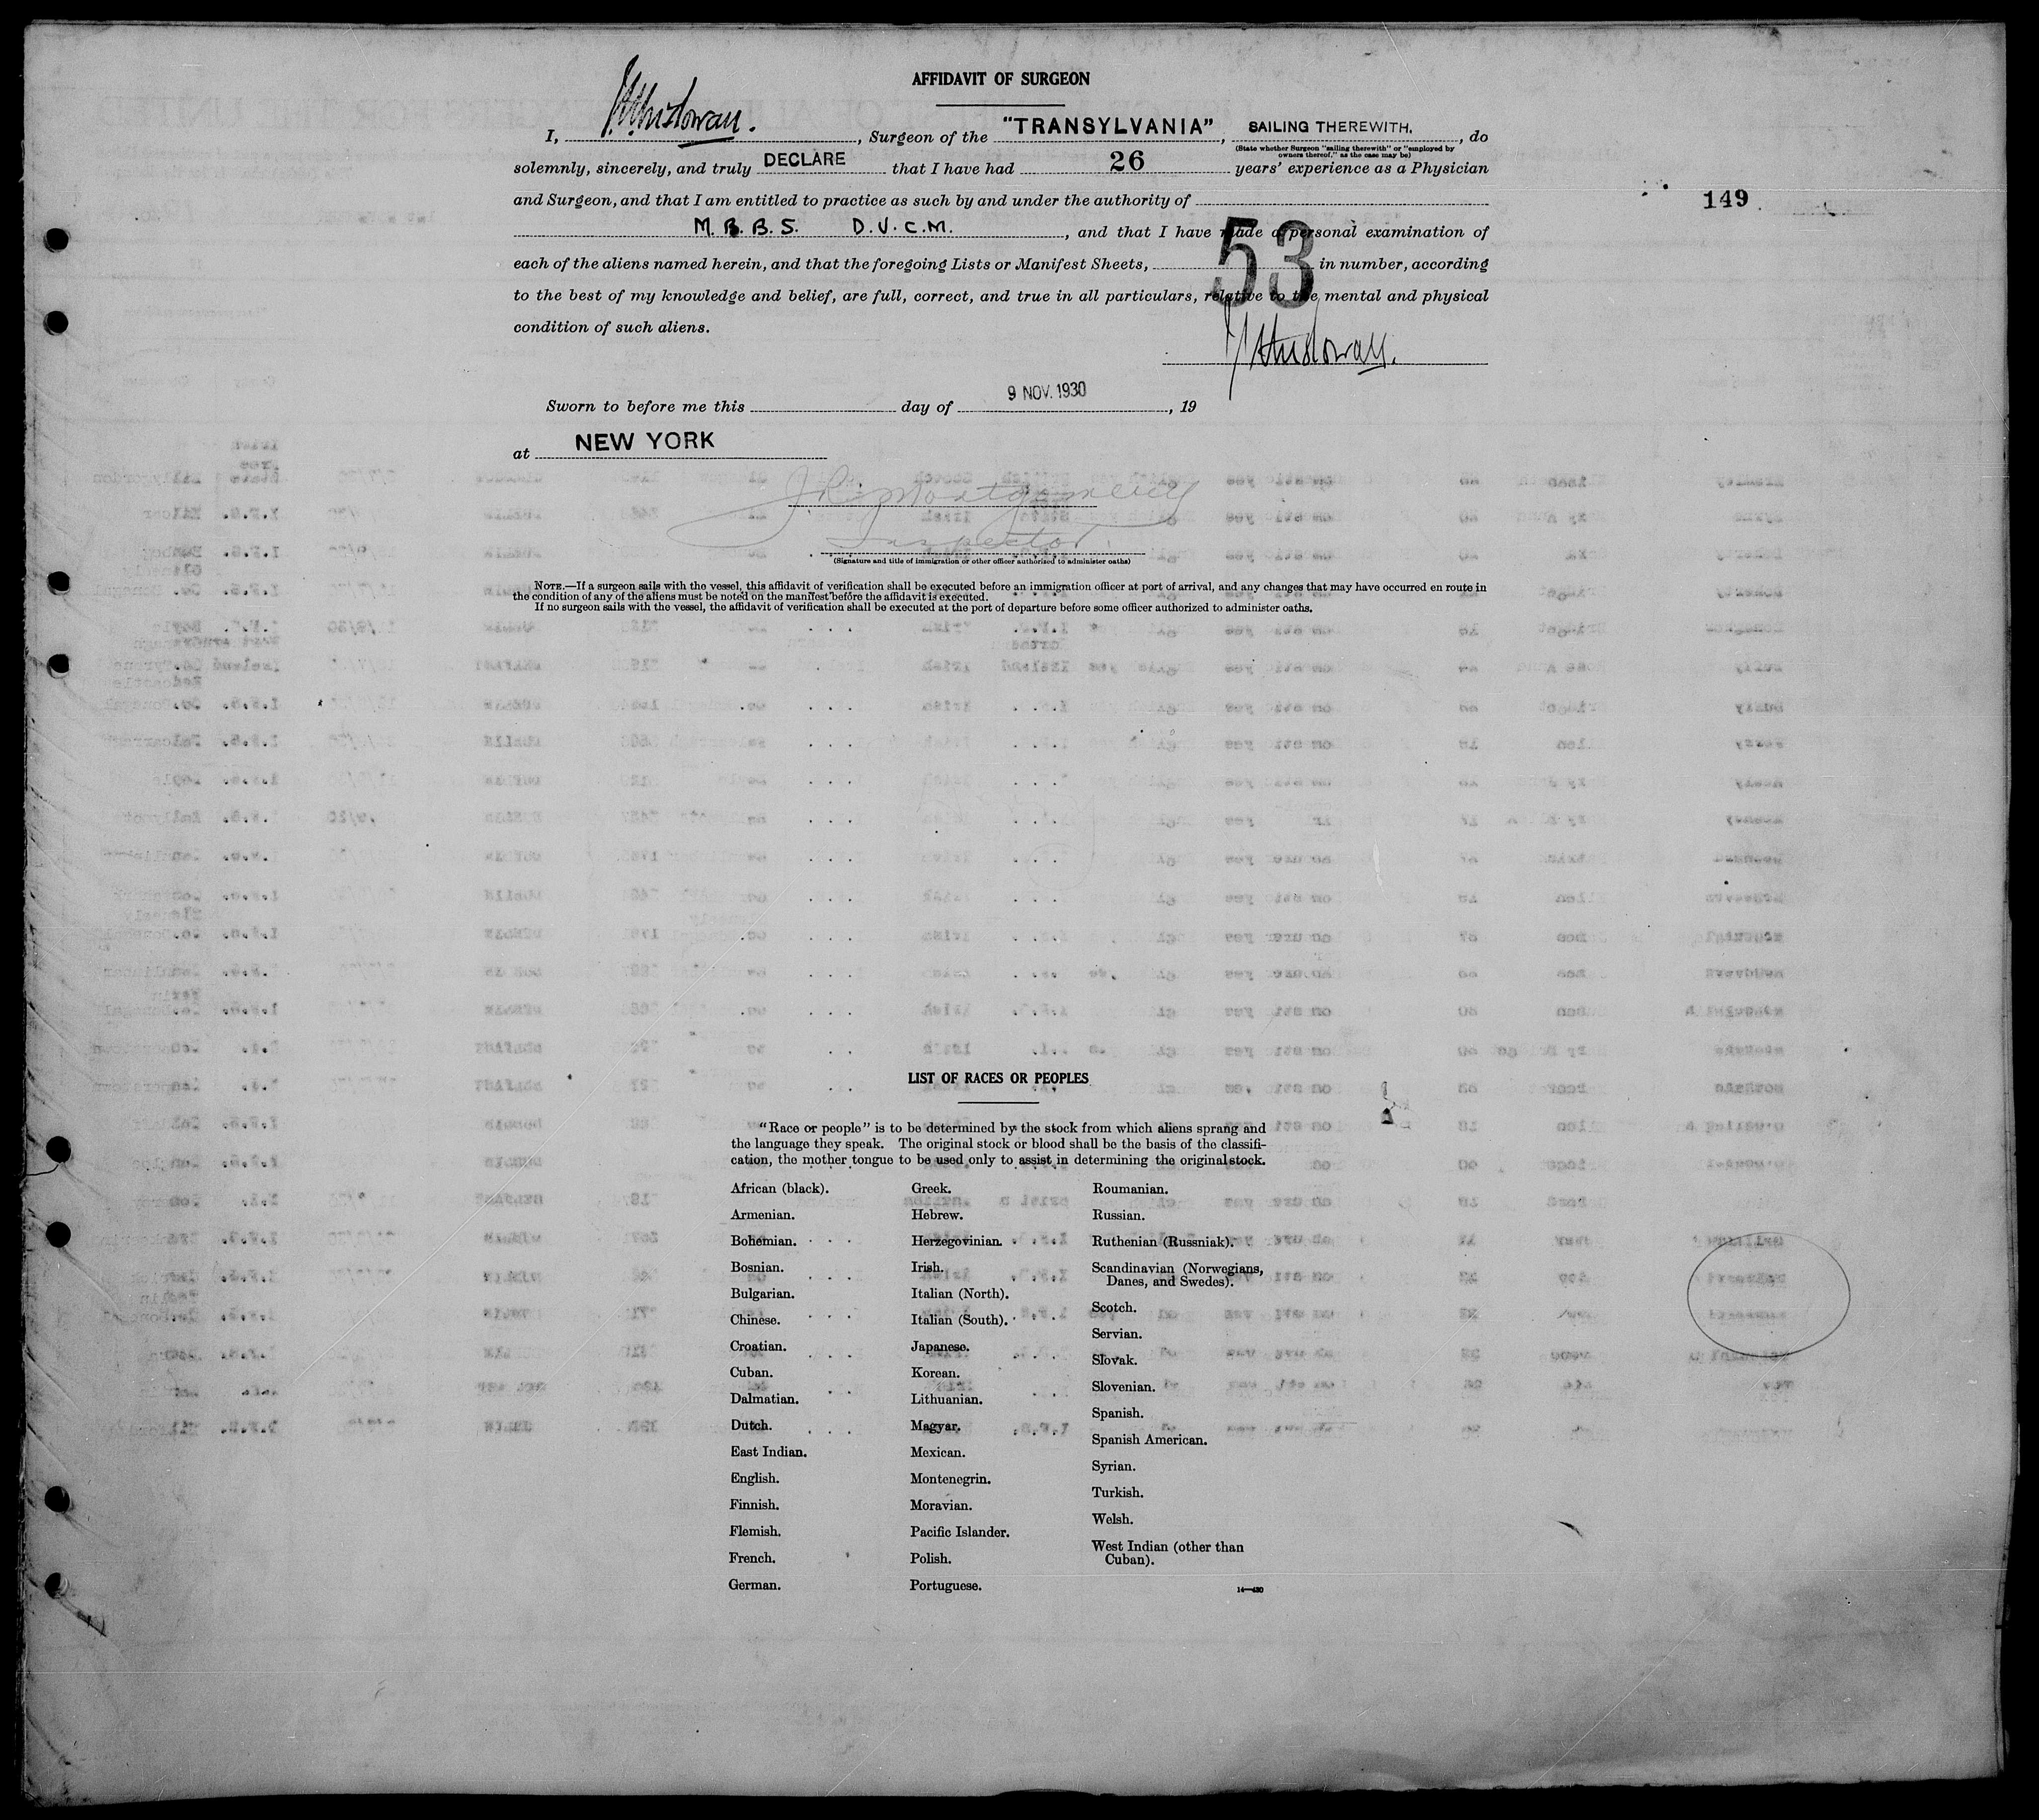 AFFIDAVIT OF SURGEON
I, , Surgeon of the "TRANSYLVANIA", SAILING THEREWITH, do
(State whether Surgeon "sailing therewith" or "employed by
owners thereof," as the case may be)
solemnly, sincerely, and truly DECLARE that I have had 26 years' experience as a Physician
149
and Surgeon, and that I am entitled to practice as such by and under the authority of
M.B.B.S. D.V.C.M., and that I have made a personal examination of
each of the aliens named herein, and that the foregoing Lists or Manifest Sheets, 53 in number, according
to the best of my knowledge and belief, are full, correct, and true in all particulars, relative to the mental and physical
condition of such aliens.
Sworn to before me this day of 9 NOV. 1930, 19
at NEW YORK
Montgomery
Inspector
(Signature and title of immigration or other officer authorized to administer oaths)
NOTE.—If a surgeon sails with the vessel, this affidavit of verification shall be executed before an immigration officer at port of arrival, and any changes that may have occurred en route in
the condition of any of the aliens must be noted on the manifest before the affidavit is executed.
If no surgeon sails with the vessel, the affidavit of verification shall be executed at the port of departure before some officer authorized to administer oaths.
LIST OF RACES OR PEOPLES
"Race or people" is to be determined by the stock from which aliens sprang and
the language they speak. The original stock or blood shall be the basis of the classifi-
cation, the mother tongue to be used only to assist in determining the original stock.
African (black).
Armenian.
Bohemian.
Bosnian.
Bulgarian.
Chinese.
Croatian.
Cuban.
Dalmatian.
Dutch.
East Indian.
English.
Finnish.
Flemish.
French.
German.
Greek.
Hebrew.
Herzegovinian.
Irish.
Italian (North).
Italian (South).
Japanese.
Korean.
Lithuanian.
Magyar.
Mexican.
Montenegrin.
Moravian.
Pacific Islander.
Polish.
Portuguese.
Roumanian.
Russian.
Ruthenian (Russniak).
Scandinavian (Norwegians,
Danes, and Swedes).
Scotch.
Servian.
Slovak.
Slovenian.
Spanish.
Spanish American.
Syrian.
Turkish.
Welsh.
West Indian (other than
Cuban).
14—430